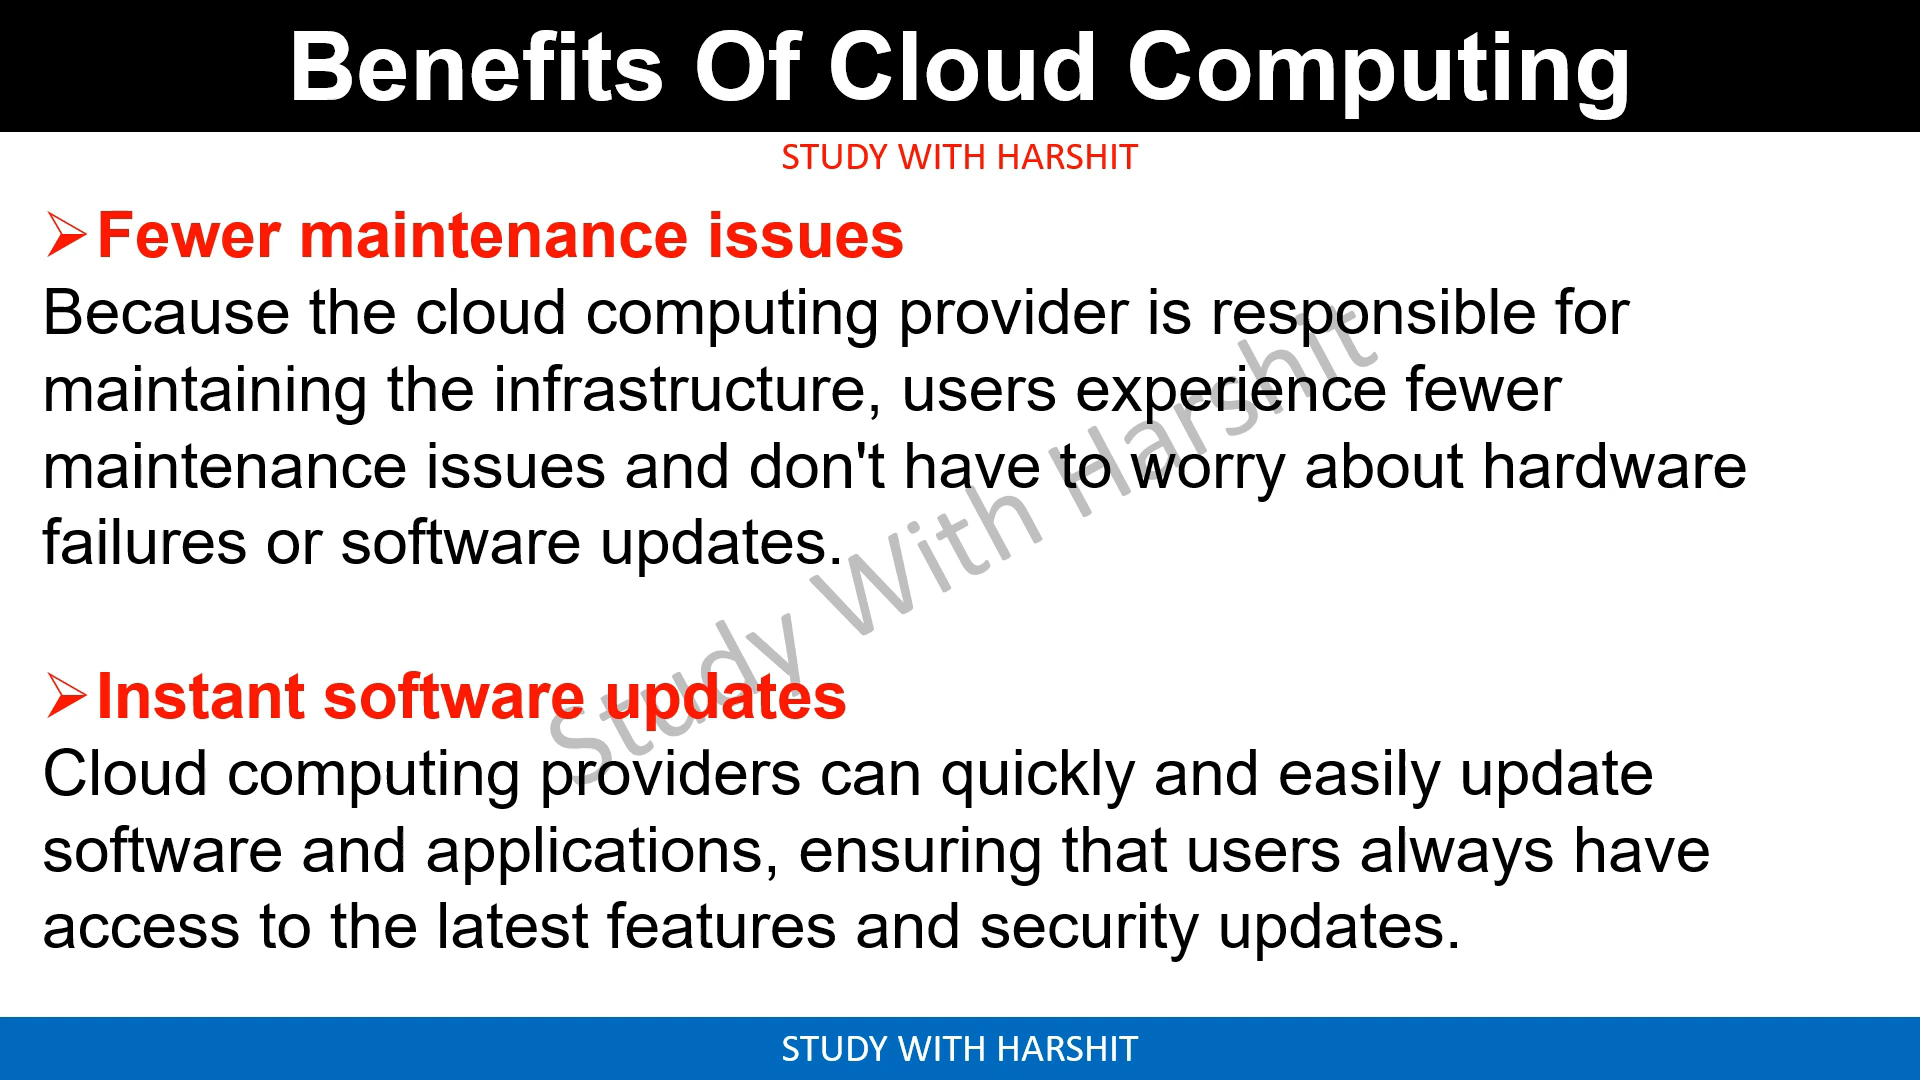 Benefits Of Cloud Computing
STUDY WITH HARSHIT
➢Fewer maintenance issues
Because the cloud computing provider is responsible for
maintaining the infrastructure, users experience fewer
maintenance issues and don't have to worry about hardware
failures or software updates.
➢Instant software updates
Cloud computing providers can quickly and easily update
software and applications, ensuring that users always have
access to the latest features and security updates.
Study With Harshit
STUDY WITH HARSHIT